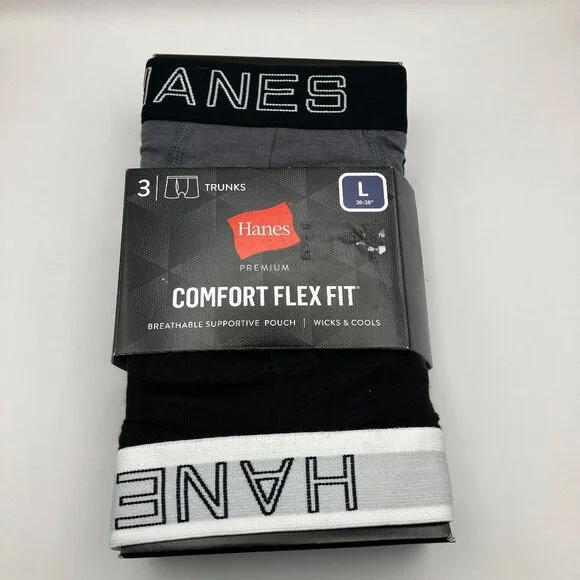 HANES
3 TRUNKS
L
36-38"
Hanes
PREMIUM
COMFORT FLEX FIT
BREATHABLE SUPPORTIVE POUCH | WICKS & COOLS
HANE